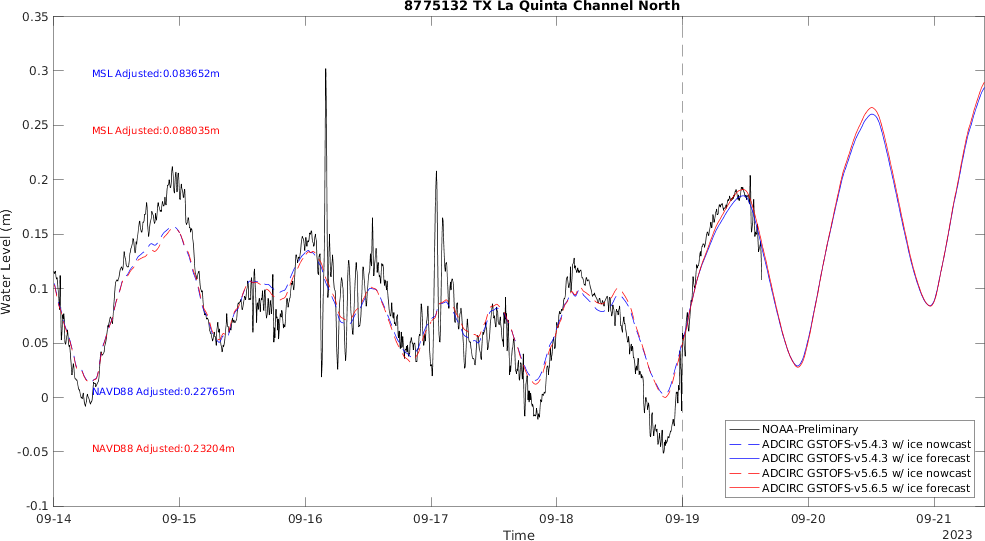 8775132 TX La Quinta Channel North
0.35
0.3
0.25
0.2
0.15
0.1
0.05
0
-0.05
-0.1
Water Level (m)
MSL Adjusted:0.083652m
MSL Adjusted:0.088035m
NAVD88 Adjusted:0.22765m
NAVD88 Adjusted:0.23204m
NOAA-Preliminary
ADCIRC GSTOFS-v5.4.3 w/ ice nowcast
ADCIRC GSTOFS-v5.4.3 w/ ice forecast
ADCIRC GSTOFS-v5.6.5 w/ ice nowcast
ADCIRC GSTOFS-v5.6.5 w/ ice forecast
09-14 09-15 09-16 09-17 09-18 09-19 09-20 09-21
Time
2023